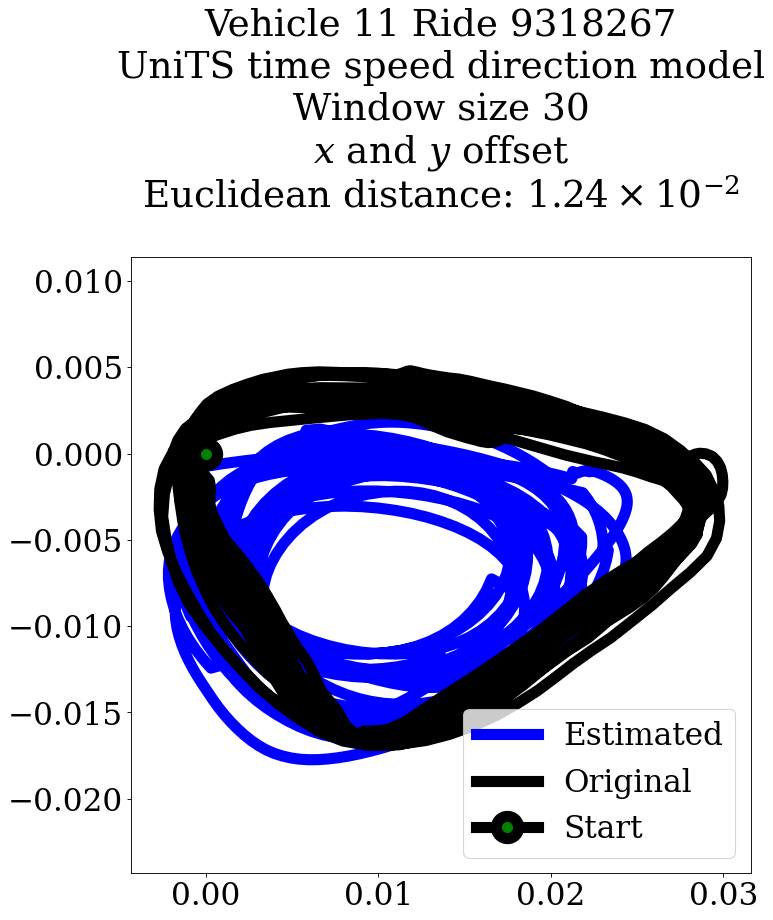 Vehicle 11 Ride 9318267
UniTS time speed direction model
Window size 30
x and y offset
Euclidean distance: 1.24 × 10⁻²
0.010
0.005
0.000
−0.005
−0.010
−0.015
−0.020
0.00 0.01 0.02 0.03
Estimated
Original
Start